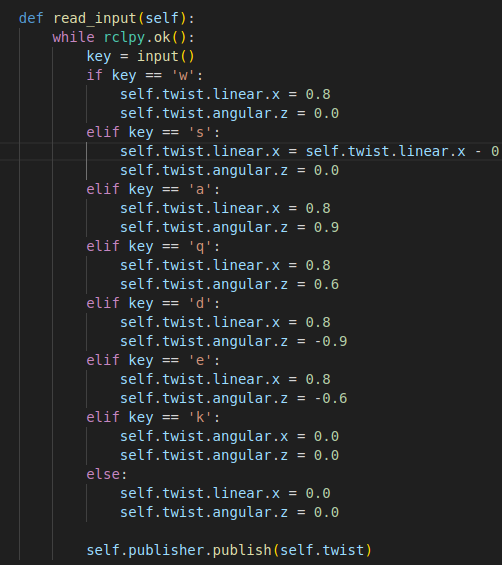 def read_input(self):
    while rclpy.ok():
        key = input()
        if key == 'w':
            self.twist.linear.x = 0.8
            self.twist.angular.z = 0.0
        elif key == 's':
            self.twist.linear.x = self.twist.linear.x - 0
            self.twist.angular.z = 0.0
        elif key == 'a':
            self.twist.linear.x = 0.8
            self.twist.angular.z = 0.9
        elif key == 'q':
            self.twist.linear.x = 0.8
            self.twist.angular.z = 0.6
        elif key == 'd':
            self.twist.linear.x = 0.8
            self.twist.angular.z = -0.9
        elif key == 'e':
            self.twist.linear.x = 0.8
            self.twist.angular.z = -0.6
        elif key == 'k':
            self.twist.angular.x = 0.0
            self.twist.angular.z = 0.0
        else:
            self.twist.linear.x = 0.0
            self.twist.angular.z = 0.0
        self.publisher.publish(self.twist)